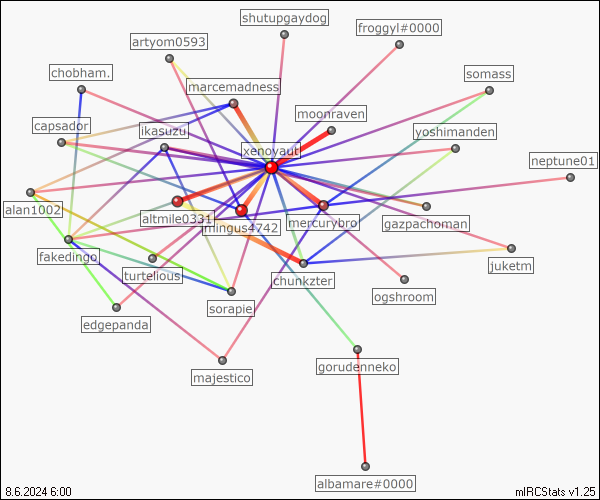 shutupgaydog
froggyl#0000
artyom0593
chobham.
somass
marcemadness
moonraven
capsador
ikasuzu
yoshimanden
xenoyaut
neptune01
alan1002
altmile0331
mingus4742
mercurybro
gazpachoman
fakedingo
juketm
turtelious
chunkzter
ogshroom
sorapie
edgepanda
gorudenneko
majestico
albamare#0000
8.6.2024 6:00
mIRCStats v1.25